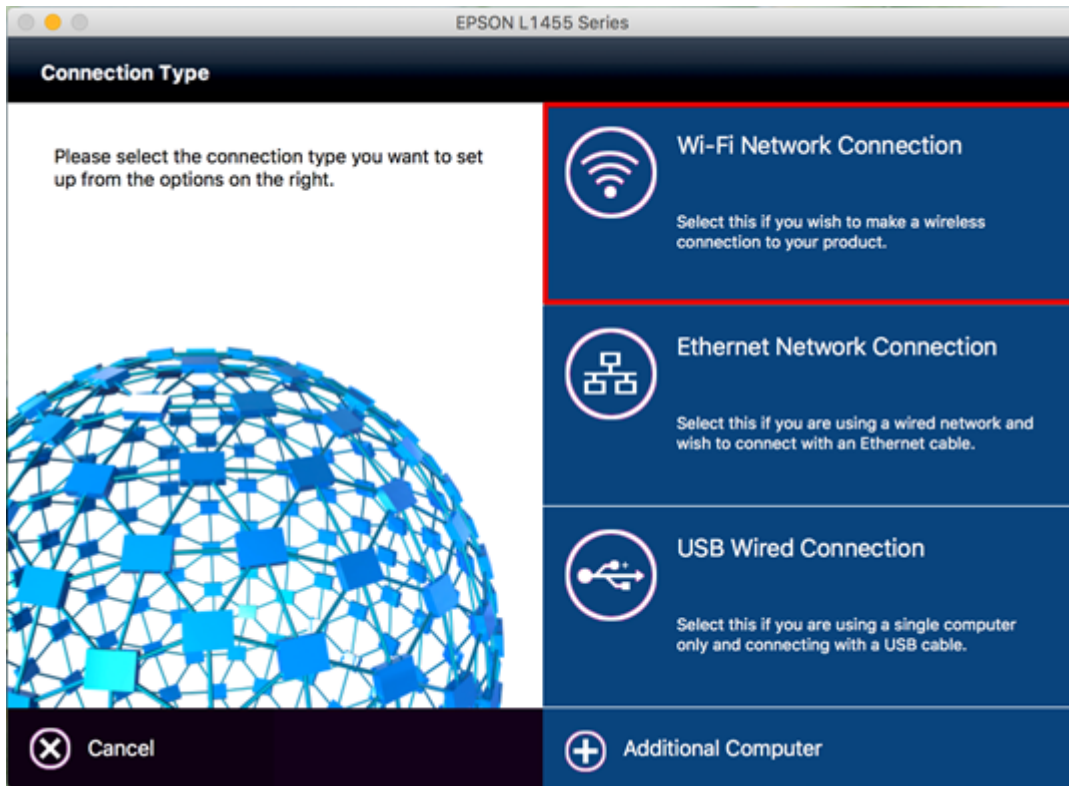 EPSON L1455 Series
Connection Type
Please select the connection type you want to set
up from the options on the right.
Wi-Fi Network Connection
Select this if you wish to make a wireless
connection to your product.
Ethernet Network Connection
Select this if you are using a wired network and
wish to connect with an Ethernet cable.
USB Wired Connection
Select this if you are using a single computer
only and connecting with a USB cable.
Cancel
Additional Computer